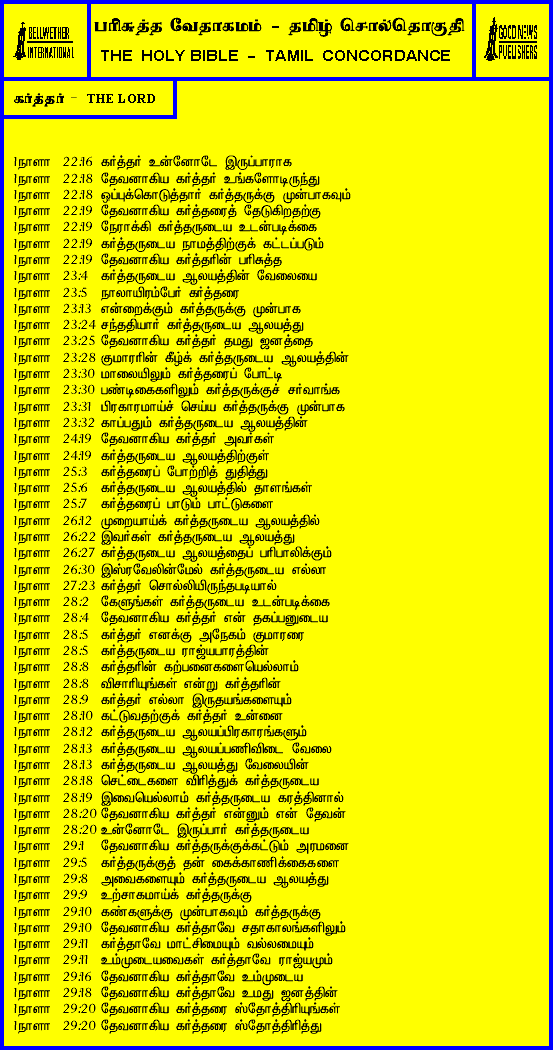 BELLWETHER
INTERNATIONAL
பரிசுத்த வேதாகமம் - தமிழ் சொல்தொகுதி
THE HOLY BIBLE - TAMIL CONCORDANCE
GOOD NEWS
PUBLISHERS
கர்த்தர் - THE LORD
1நாளா 22:16 கர்த்தர் உன்னோடே இருப்பாராக
1நாளா 22:18 தேவனாகிய கர்த்தர் உங்களோடிருந்து
1நாளா 22:18 ஒப்புக்கொடுத்தார் கர்த்தருக்கு முன்பாகவும்
1நாளா 22:19 தேவனாகிய கர்த்தரைத் தேடுகிறதற்கு
1நாளா 22:19 நேராக்கி கர்த்தருடைய உடன்படிக்கை
1நாளா 22:19 கர்த்தருடைய நாமத்திற்குக் கட்டப்படும்
1நாளா 22:19 தேவனாகிய கர்த்தரின் பரிசுத்த
1நாளா 23:4 கர்த்தருடைய ஆலயத்தின் வேலையை
1நாளா 23:5 நாலாயிரம்பேர் கர்த்தரை
1நாளா 23:13 என்றைக்கும் கர்த்தருக்கு முன்பாக
1நாளா 23:24 சந்ததியார் கர்த்தருடைய ஆலயத்து
1நாளா 23:25 தேவனாகிய கர்த்தர் தமது ஜனத்தை
1நாளா 23:28 குமாரரின் கீழ்க் கர்த்தருடைய ஆலயத்தின்
1நாளா 23:30 மாலையிலும் கர்த்தரைப் போட்டி
1நாளா 23:30 பண்டிகைகளிலும் கர்த்தருக்குச் சர்வாங்க
1நாளா 23:31 பிரகாரமாய்ச் செய்ய கர்த்தருக்கு முன்பாக
1நாளா 23:32 காப்பதும் கர்த்தருடைய ஆலயத்தின்
1நாளா 24:19 தேவனாகிய கர்த்தர் அவர்கள்
1நாளா 24:19 கர்த்தருடைய ஆலயத்திற்குள்
1நாளா 25:3 கர்த்தரைப் போற்றித் துதித்து
1நாளா 25:6 கர்த்தருடைய ஆலயத்தில் தாளங்கள்
1நாளா 25:7 கர்த்தரைப் பாடும் பாட்டுகளை
1நாளா 26:12 முறையாய்க் கர்த்தருடைய ஆலயத்தில்
1நாளா 26:22 இவர்கள் கர்த்தருடைய ஆலயத்து
1நாளா 26:27 கர்த்தருடைய ஆலயத்தைப் பரிபாலிக்கும்
1நாளா 26:30 இஸ்ரவேலின்மேல் கர்த்தருடைய எல்லா
1நாளா 27:23 கர்த்தர் சொல்லியிருந்தபடியால்
1நாளா 28:2 கேளுங்கள் கர்த்தருடைய உடன்படிக்கை
1நாளா 28:4 தேவனாகிய கர்த்தர் என் தகப்பனுடைய
1நாளா 28:5 கர்த்தர் எனக்கு அநேகம் குமாரரை
1நாளா 28:5 கர்த்தருடைய ராஜ்யபாரத்தின்
1நாளா 28:8 கர்த்தரின் கற்பனைகளையெல்லாம்
1நாளா 28:8 விசாரியுங்கள் என்று கர்த்தரின்
1நாளா 28:9 கர்த்தர் எல்லா இருதயங்களையும்
1நாளா 28:10 கட்டுவதற்குக் கர்த்தர் உன்னை
1நாளா 28:12 கர்த்தருடைய ஆலயப்பிரகாரங்களும்
1நாளா 28:13 கர்த்தருடைய ஆலயப்பணிவிடை வேலை
1நாளா 28:13 கர்த்தருடைய ஆலயத்து வேலையின்
1நாளா 28:18 செட்டைகளை விரித்துக் கர்த்தருடைய
1நாளா 28:19 இவையெல்லாம் கர்த்தருடைய கரத்தினால்
1நாளா 28:20 தேவனாகிய கர்த்தர் என்னும் என் தேவன்
1நாளா 28:20 உன்னோடே இருப்பார் கர்த்தருடைய
1நாளா 29:1 தேவனாகிய கர்த்தருக்குக்கட்டும் அரமனை
1நாளா 29:5 கர்த்தருக்குத் தன் கைக்காணிக்கைகளை
1நாளா 29:8 அவைகளையும் கர்த்தருடைய ஆலயத்து
1நாளா 29:9 உற்சாகமாய்க் கர்த்தருக்கு
1நாளா 29:10 கண்களுக்கு முன்பாகவும் கர்த்தருக்கு
1நாளா 29:10 தேவனாகிய கர்த்தாவே சதாகாலங்களிலும்
1நாளா 29:11 கர்த்தாவே மாட்சிமையும் வல்லமையும்
1நாளா 29:11 உம்முடையவைகள் கர்த்தாவே ராஜ்யமும்
1நாளா 29:16 தேவனாகிய கர்த்தாவே உம்முடைய
1நாளா 29:18 தேவனாகிய கர்த்தாவே உமது ஜனத்தின்
1நாளா 29:20 தேவனாகிய கர்த்தரை ஸ்தோத்திரியுங்கள்
1நாளா 29:20 தேவனாகிய கர்த்தரை ஸ்தோத்திரித்து